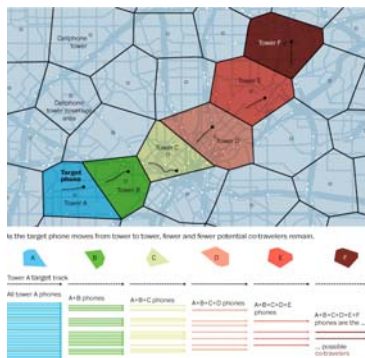 Cellphone
tower
Tower F
Tower E
Cellphone
tower coverage
area
Tower C
Tower D
Target
phone
Tower B
Tower A
As the target phone moves from tower to tower, fewer and fewer potential co-travelers remain.
A
B
C
D
E
F
Tower A target track
All tower A phones
A+B phones
A+B+C phones
A+B+C+D phones
A+B+C+D+E
phones
A+B+C+D+E+F
phones are the ...
... possible
co-travelers